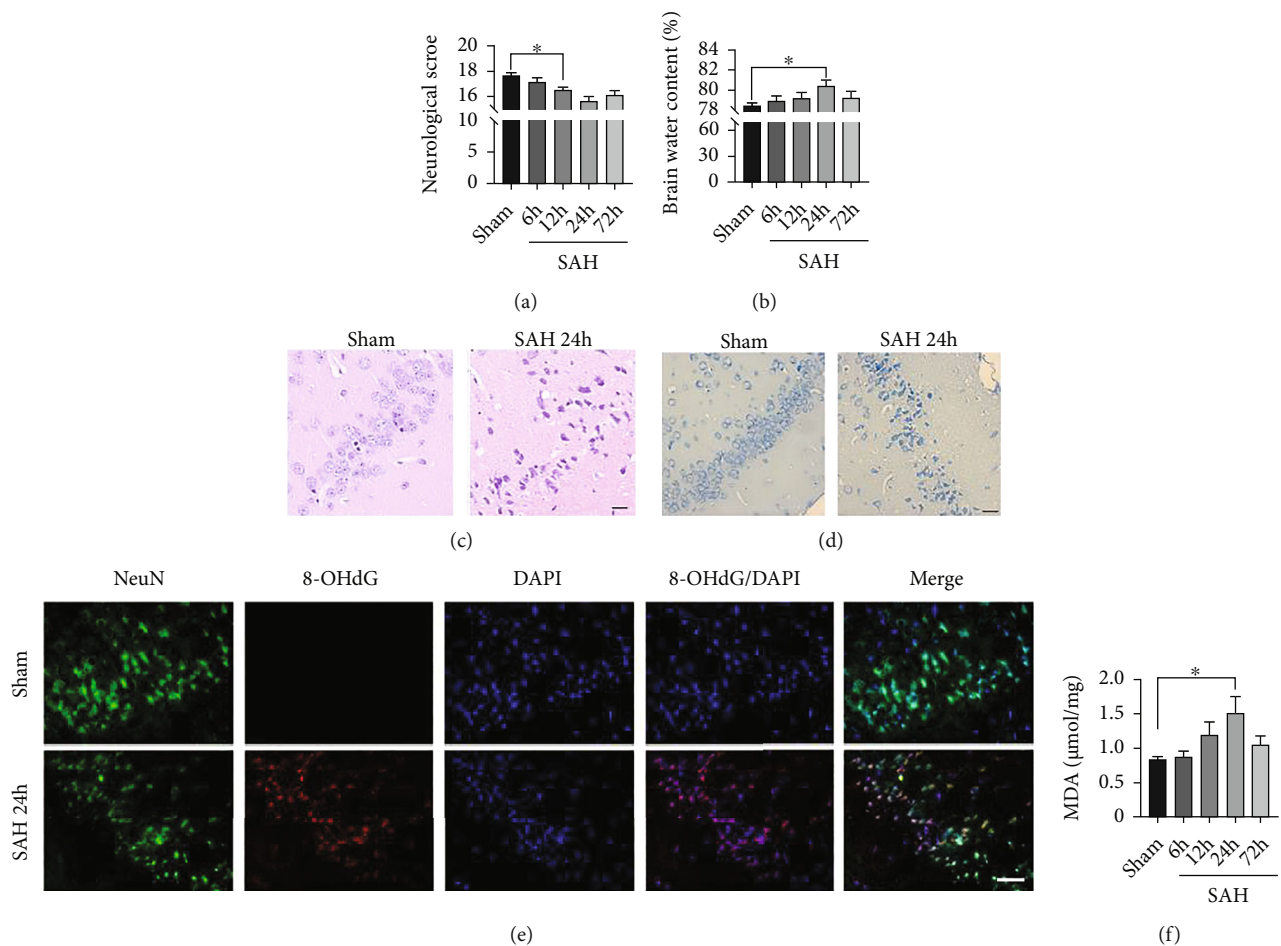 Neurological scroe
20
18
16
10
5
0
*
Sham
6h
12h
24h
72h
SAH
(a)
Brain water content (%)
84
82
80
78
60
30
0
*
Sham
6h
12h
24h
72h
SAH
(b)
Sham
SAH 24h
(c)
Sham
SAH 24h
(d)
NeuN
8-OHdG
DAPI
8-OHdG/DAPI
Merge
Sham
SAH 24h
(e)
MDA (μmol/mg)
2.0
1.5
1.0
0.5
0.0
*
Sham
6h
12h
24h
72h
SAH
(f)